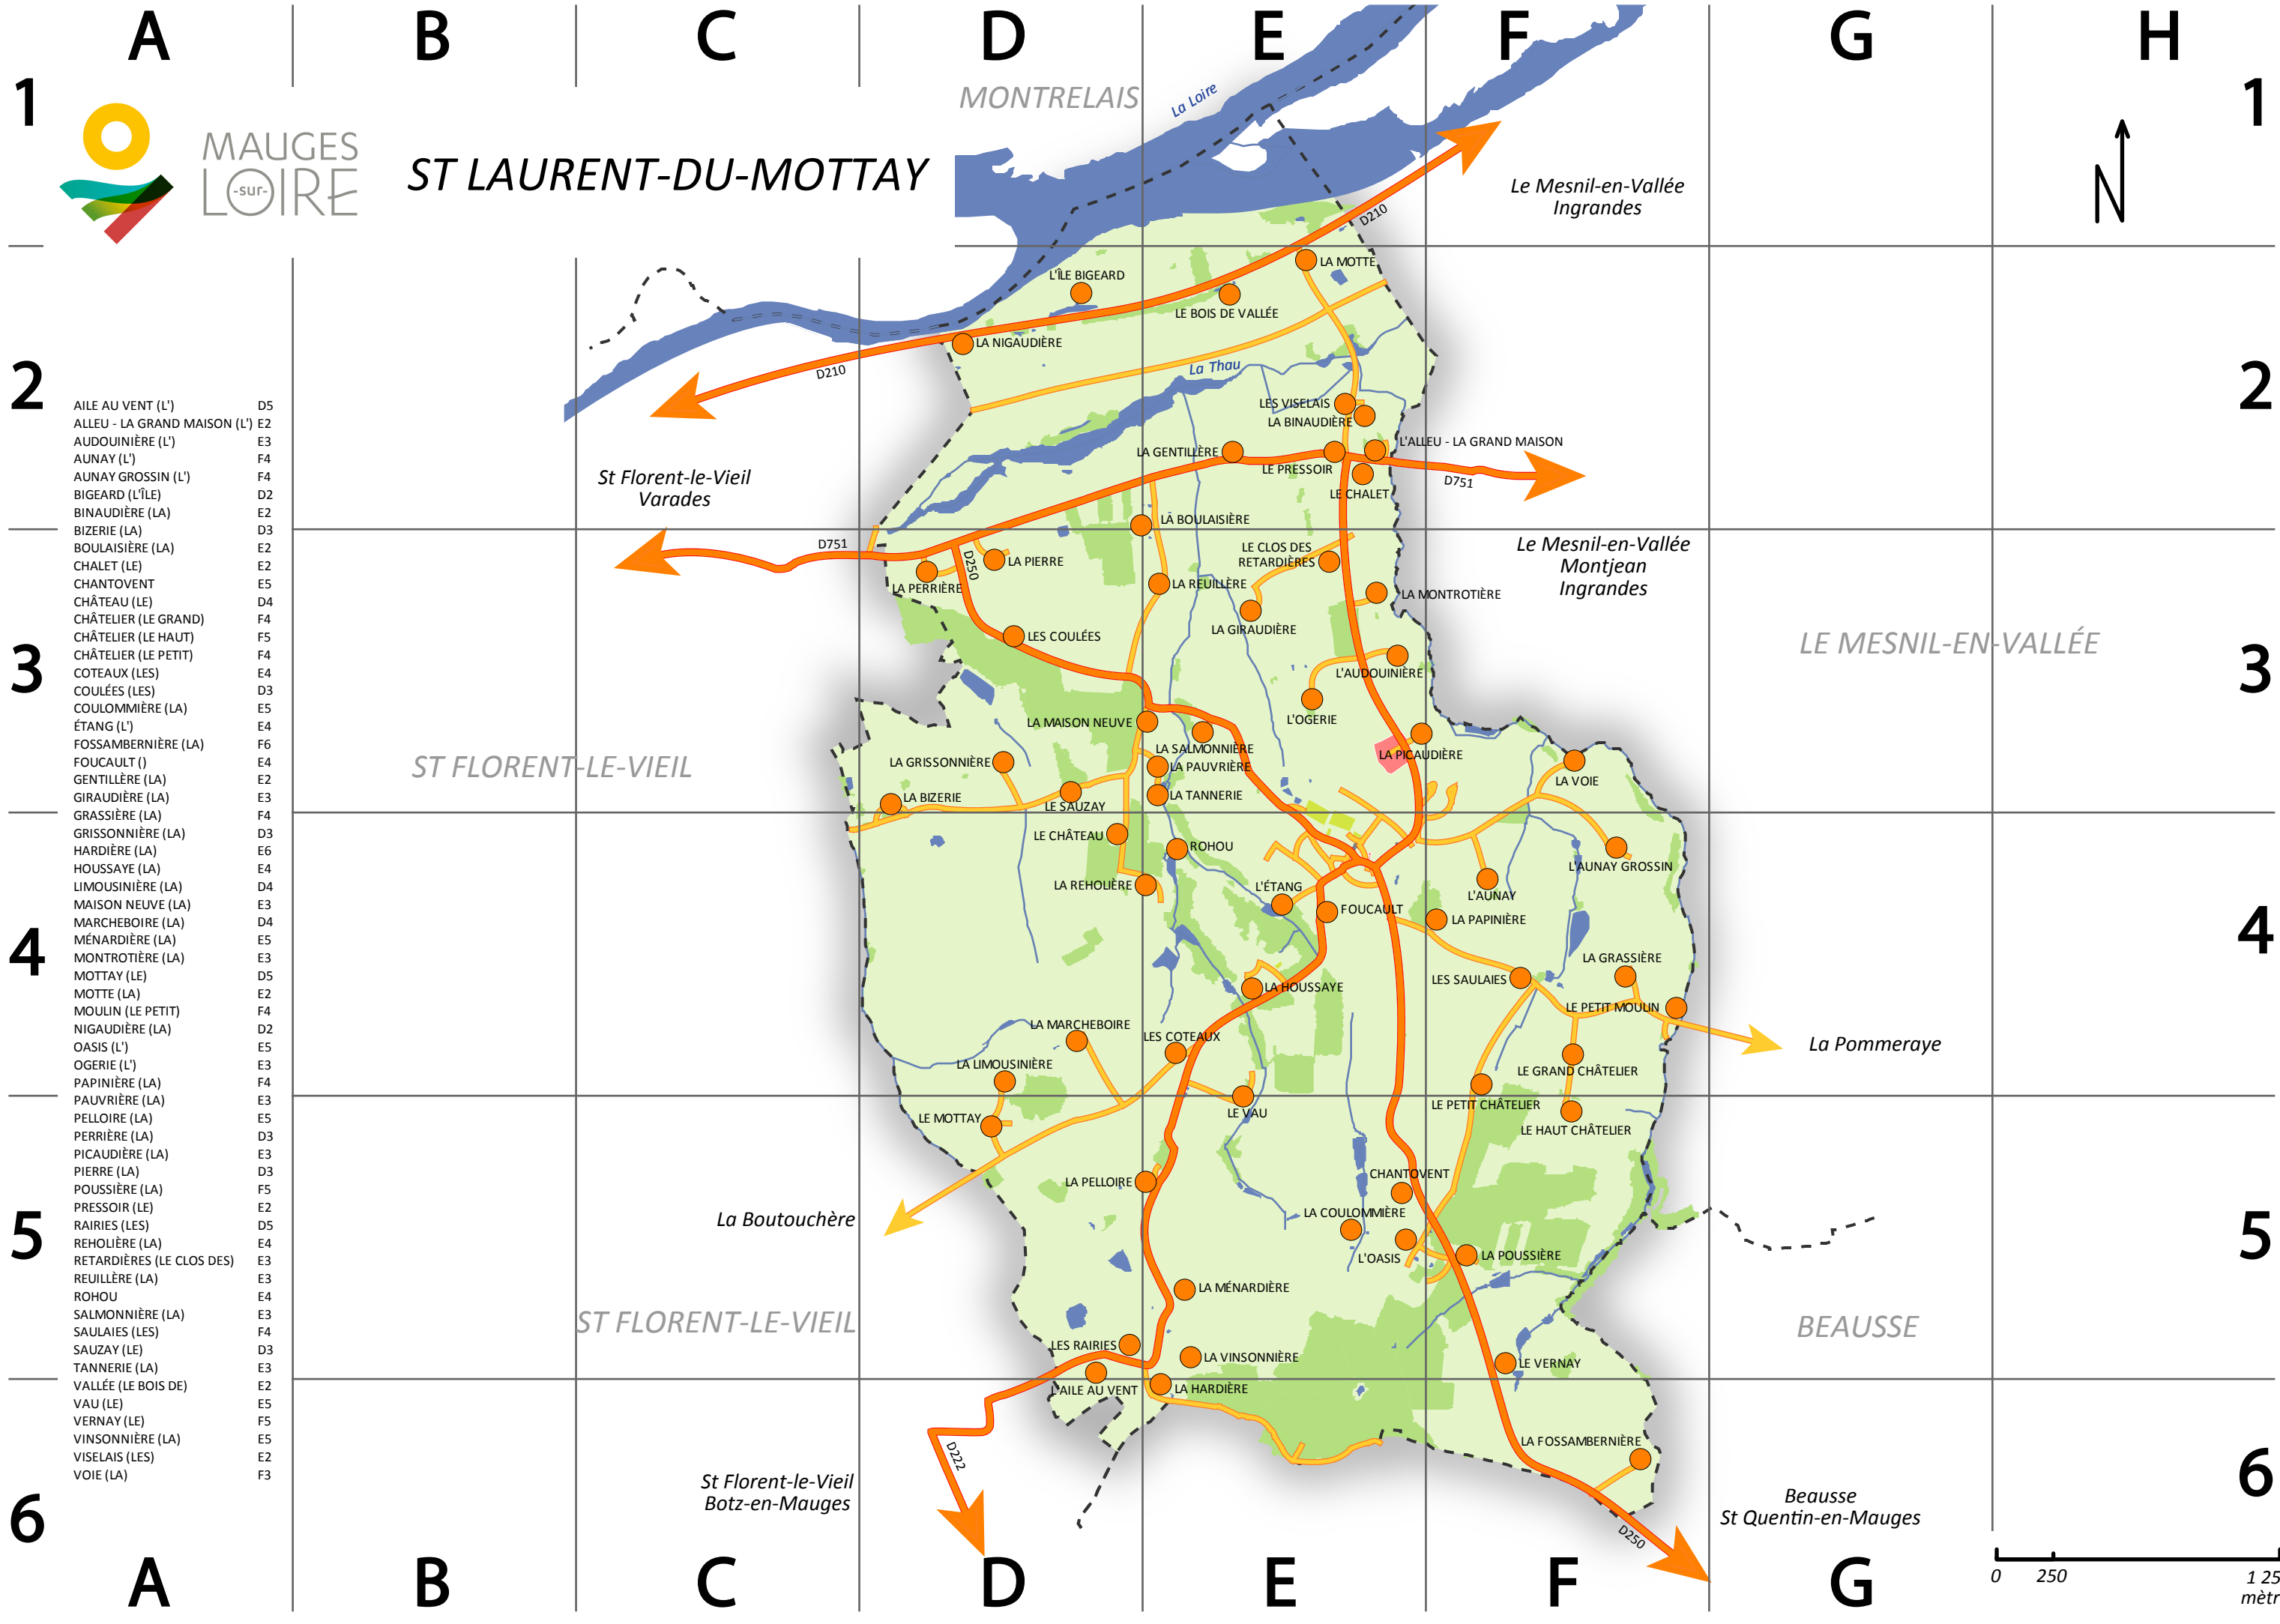 A B C D E F G H
1 1
MAUGES
-sur-
LOIRE
ST LAURENT-DU-MOTTAY
MONTRELAIS
La Loire
D210
Le Mesnil-en-Vallée
Ingrandes
N
2 2
L'ÎLE BIGEARD
LA MOTTE
LE BOIS DE VALLÉE
LA NIGAUDIÈRE
D210
La Thau
LES VISELAIS
LA BINAUDIÈRE
L'ALLEU - LA GRAND MAISON
LA GENTILLÈRE
LE PRESSOIR
LE CHALET
D751
St Florent-le-Vieil
Varades
LA BOULAISIÈRE
AILE AU VENT (L') D5
ALLEU - LA GRAND MAISON (L') E2
AUDOUINIÈRE (L') E3
AUNAY (L') F4
AUNAY GROSSIN (L') F4
BIGEARD (L'ÎLE) D2
BINAUDIÈRE (LA) E2
BIZERIE (LA) D3
BOULAISIÈRE (LA) E2
CHALET (LE) E2
CHANTOVENT E5
CHÂTEAU (LE) D4
CHÂTELIER (LE GRAND) F4
CHÂTELIER (LE HAUT) F5
CHÂTELIER (LE PETIT) F4
COTEAUX (LES) E4
COULÉES (LES) D3
COULOMMIÈRE (LA) E5
ÉTANG (L') E4
FOSSAMBERNIÈRE (LA) F6
FOUCAULT () E4
GENTILLÈRE (LA) E2
GIRAUDIÈRE (LA) E3
GRASSIÈRE (LA) F4
GRISSONNIÈRE (LA) D3
HARDIÈRE (LA) E6
HOUSSAYE (LA) E4
LIMOUSINIÈRE (LA) D4
MAISON NEUVE (LA) E3
MARCHEBOIRE (LA) D4
MÉNARDIÈRE (LA) E5
MONTROTIÈRE (LA) E3
MOTTAY (LE) D5
MOTTE (LA) E2
MOULIN (LE PETIT) F4
NIGAUDIÈRE (LA) D2
OASIS (L') E5
OGERIE (L') E3
PAPINIÈRE (LA) F4
PAUVRIÈRE (LA) E3
PELLOIRE (LA) E5
PERRIÈRE (LA) D3
PICAUDIÈRE (LA) E3
PIERRE (LA) D3
POUSSIÈRE (LA) F5
PRESSOIR (LE) E2
RAIRIES (LES) D5
REHOLIÈRE (LA) E4
RETARDIÈRES (LE CLOS DES) E3
REUILLÈRE (LA) E3
ROHOU E4
SALMONNIÈRE (LA) E3
SAULAIES (LES) F4
SAUZAY (LE) D3
TANNERIE (LA) E3
VALLÉE (LE BOIS DE) E2
VAU (LE) E5
VERNAY (LE) F5
VINSONNIÈRE (LA) E5
VISELAIS (LES) E2
VOIE (LA) F3
3 3
D751
D250
LA PIERRE
LA PERRIÈRE
LE CLOS DES
RETARDIÈRES
Le Mesnil-en-Vallée
Montjean
Ingrandes
LA REUILLÈRE
LA MONTROTIÈRE
LA GIRAUDIÈRE
LES COULÉES
LE MESNIL-EN-VALLÉE
L'AUDOUINIÈRE
L'OGERIE
LA MAISON NEUVE
LA SALMONNIÈRE
LA PICAUDIÈRE
ST FLORENT-LE-VIEIL
LA GRISSONNIÈRE
LA PAUVRIÈRE
LA VOIE
LA BIZERIE
LE SAUZAY
LA TANNERIE
4 4
LE CHÂTEAU
ROHOU
L'AUNAY GROSSIN
LA REHOLIÈRE
L'ÉTANG
L'AUNAY
FOUCAULT
LA PAPINIÈRE
LA GRASSIÈRE
LES SAULAIES
LA HOUSSAYE
LE PETIT MOULIN
LA MARCHEBOIRE
LES COTEAUX
La Pommeraye
LA LIMOUSINIÈRE
LE GRAND CHÂTELIER
LE PETIT CHÂTELIER
5 5
LE MOTTAY
LE VAU
LE HAUT CHÂTELIER
LA PELLOIRE
CHANTOVENT
La Boutouchère
LA COULOMMIÈRE
L'OASIS
LA POUSSIÈRE
LA MÉNARDIÈRE
ST FLORENT-LE-VIEIL
BEAUSSE
LES RAIRIES
LA VINSONNIÈRE
LE VERNAY
6 6
L'AILE AU VENT
LA HARDIÈRE
LA FOSSAMBERNIÈRE
D222
St Florent-le-Vieil
Botz-en-Mauges
Beausse
St Quentin-en-Mauges
D250
0 250 1 25
mètr
A B C D E F G